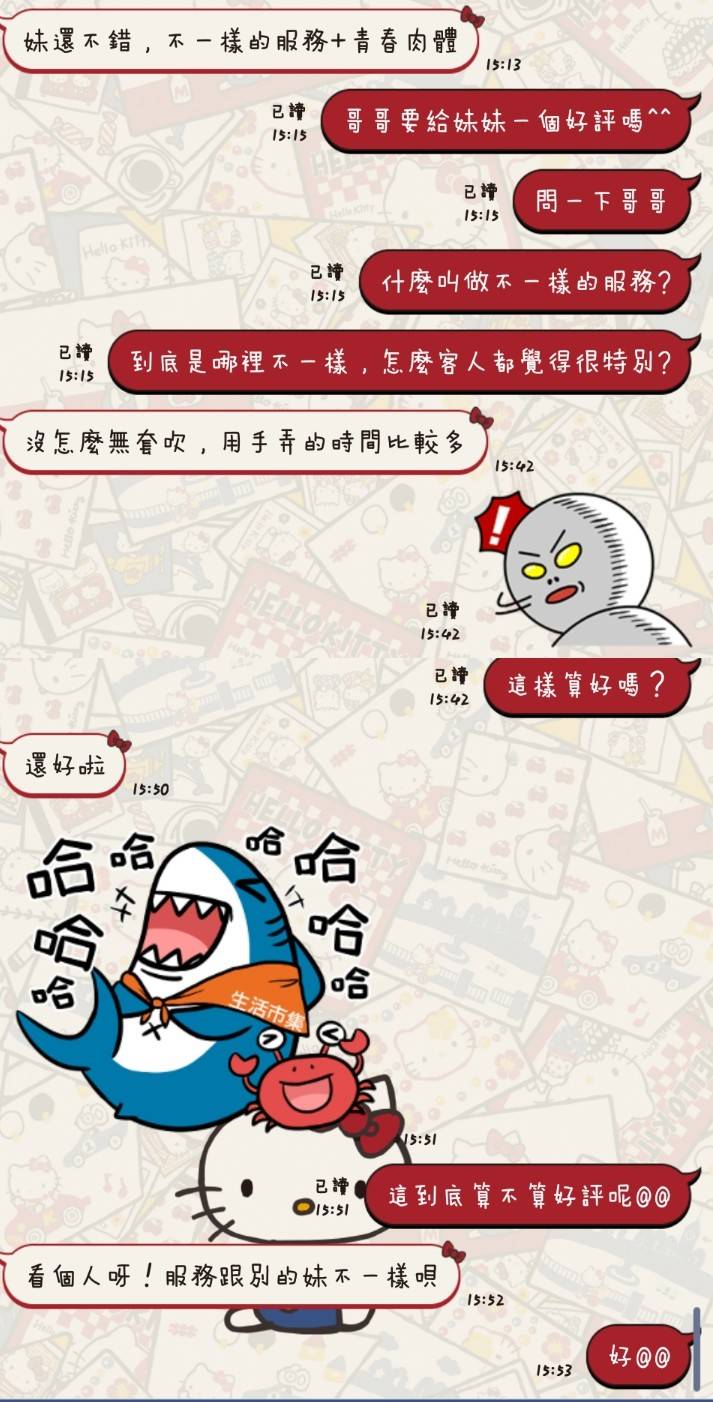 妹還不錯，不一樣的服務+青春肉體
15:13
已讀
15:15
哥哥要給妹妹一個好評嗎^^
已讀
15:15
問一下哥哥
已讀
15:15
什麼叫做不一樣的服務?
已讀
15:15
到底是哪裡不一樣，怎麼客人都覺得很特別?
沒怎麼無套吹，用手弄的時間比較多
15:42
!
已讀
15:42
已讀
15:42
這樣算好嗎？
還好啦
15:50
哈 哈 哈 哈
哈 哈
哈 哈
生活市集
15:51
已讀
15:51
這到底算不算好評呢@@
看個人呀！服務跟別的妹不一樣唄
15:52
15:53
好@@